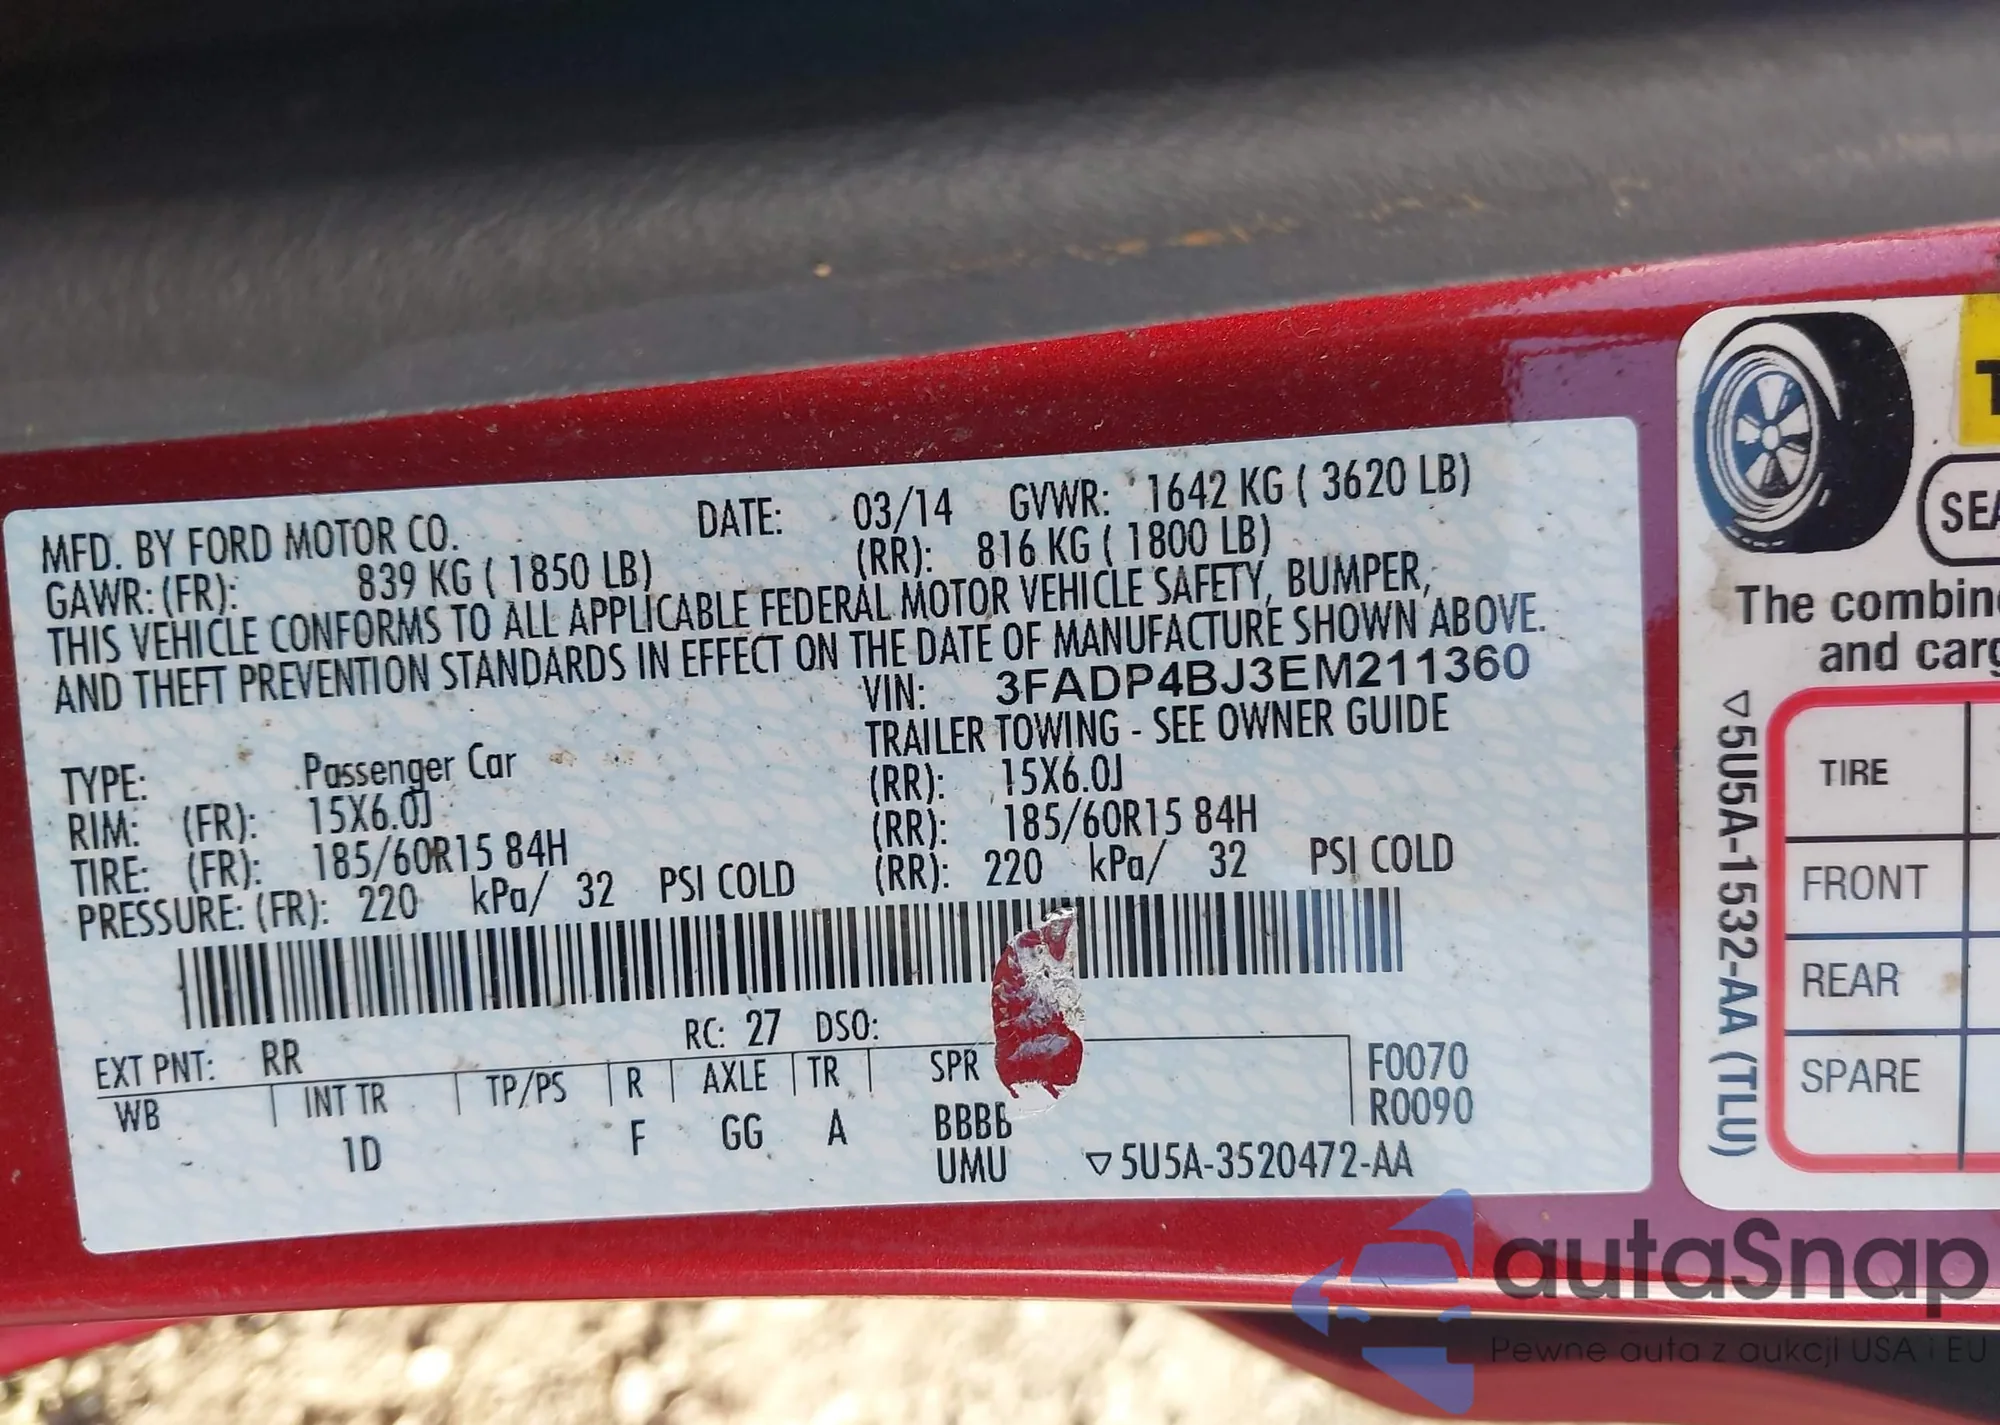 MFD. BY FORD MOTOR CO. DATE: 03/14 GVWR: 1642 KG ( 3620 LB)
GAWR: (FR): 839 KG ( 1850 LB) (RR): 816 KG ( 1800 LB)
THIS VEHICLE CONFORMS TO ALL APPLICABLE FEDERAL MOTOR VEHICLE SAFETY, BUMPER,
AND THEFT PREVENTION STANDARDS IN EFFECT ON THE DATE OF MANUFACTURE SHOWN ABOVE.
VIN: 3FADP4BJ3EM211360
TRAILER TOWING - SEE OWNER GUIDE
TYPE: Passenger Car
RIM: (FR): 15X6.0J (RR): 15X6.0J
TIRE: (FR): 185/60R15 84H (RR): 185/60R15 84H
PRESSURE: (FR): 220 kPa/ 32 PSI COLD (RR): 220 kPa/ 32 PSI COLD
RC: 27 DSO:
EXT PNT: RR
WB INT TR TP/PS R AXLE TR SPR F0070
R0090
1D F GG A BBBB
UMU ▽5U5A-3520472-AA
SEA
The combin
and carg
▽5U5A-1532-AA (TLU)
TIRE
FRONT
REAR
SPARE
autaSnap
Pewne auta z aukcji USA i EU